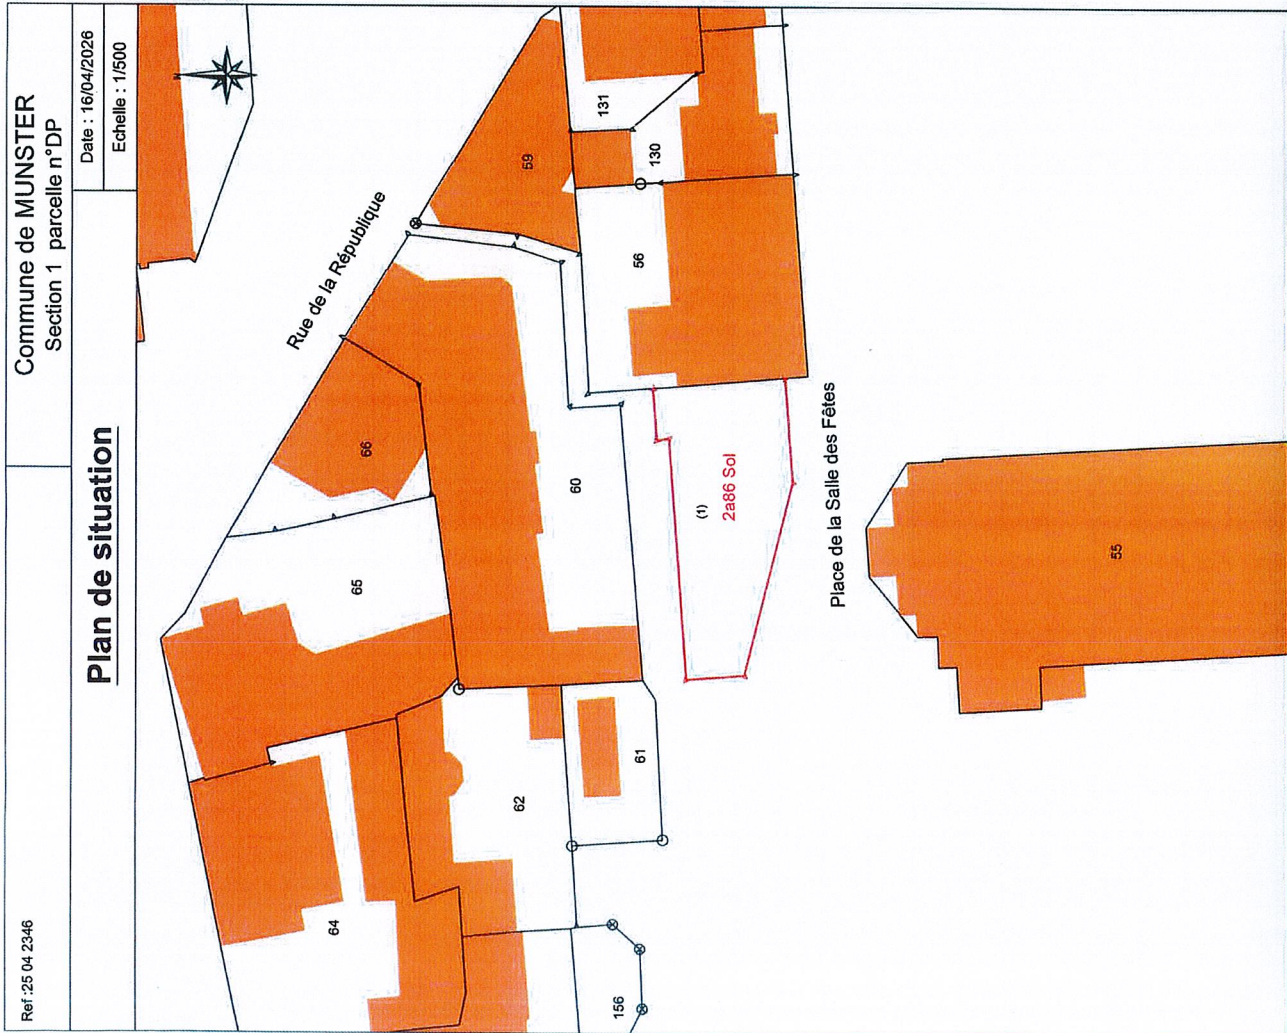 Ref :25 04 2346
Commune de MUNSTER
Section 1 parcelle n°DP
Plan de situation
Date : 16/04/2026
Echelle : 1/500
Rue de la République
59
131
130
56
66
60
65
(1)
2a86 Sol
Place de la Salle des Fêtes
55
61
62
64
156